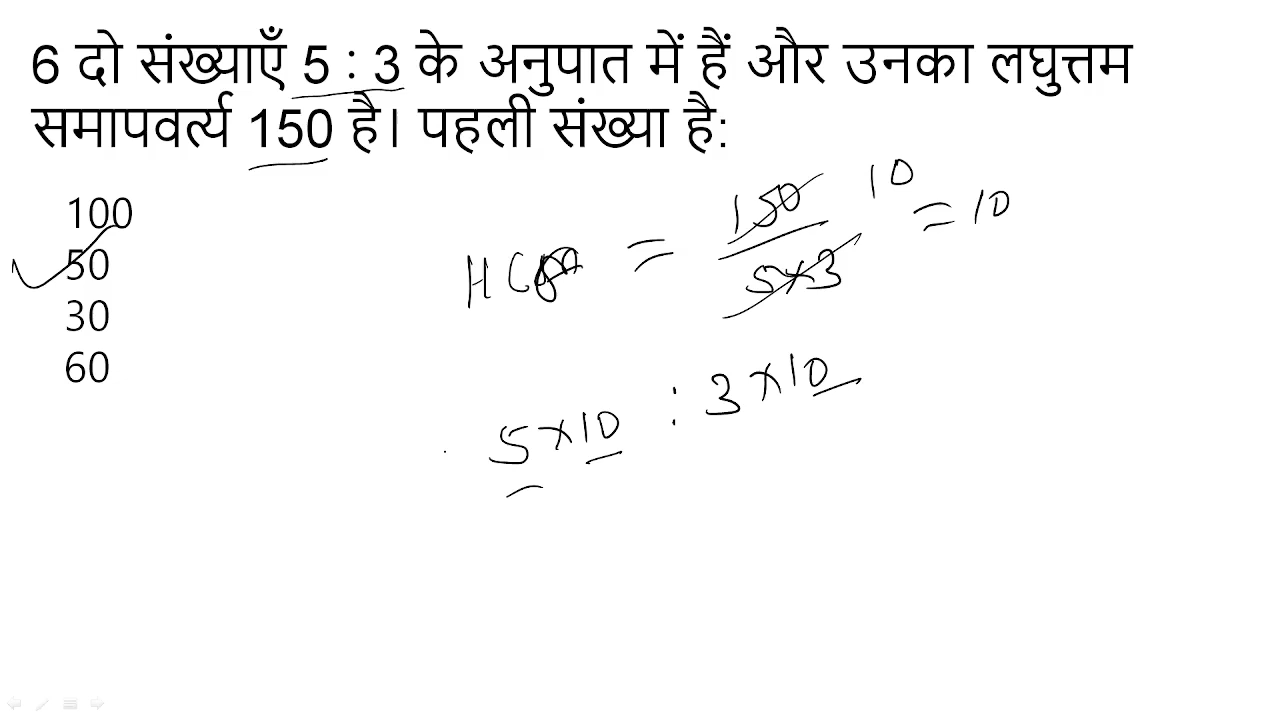 6 दो संख्याएँ 5 : 3 के अनुपात में हैं और उनका लघुत्तम
समापवर्त्य 150 है। पहली संख्या है:
100
50
30
60
= 150 10 = 10
5×3
5×10 : 3×10